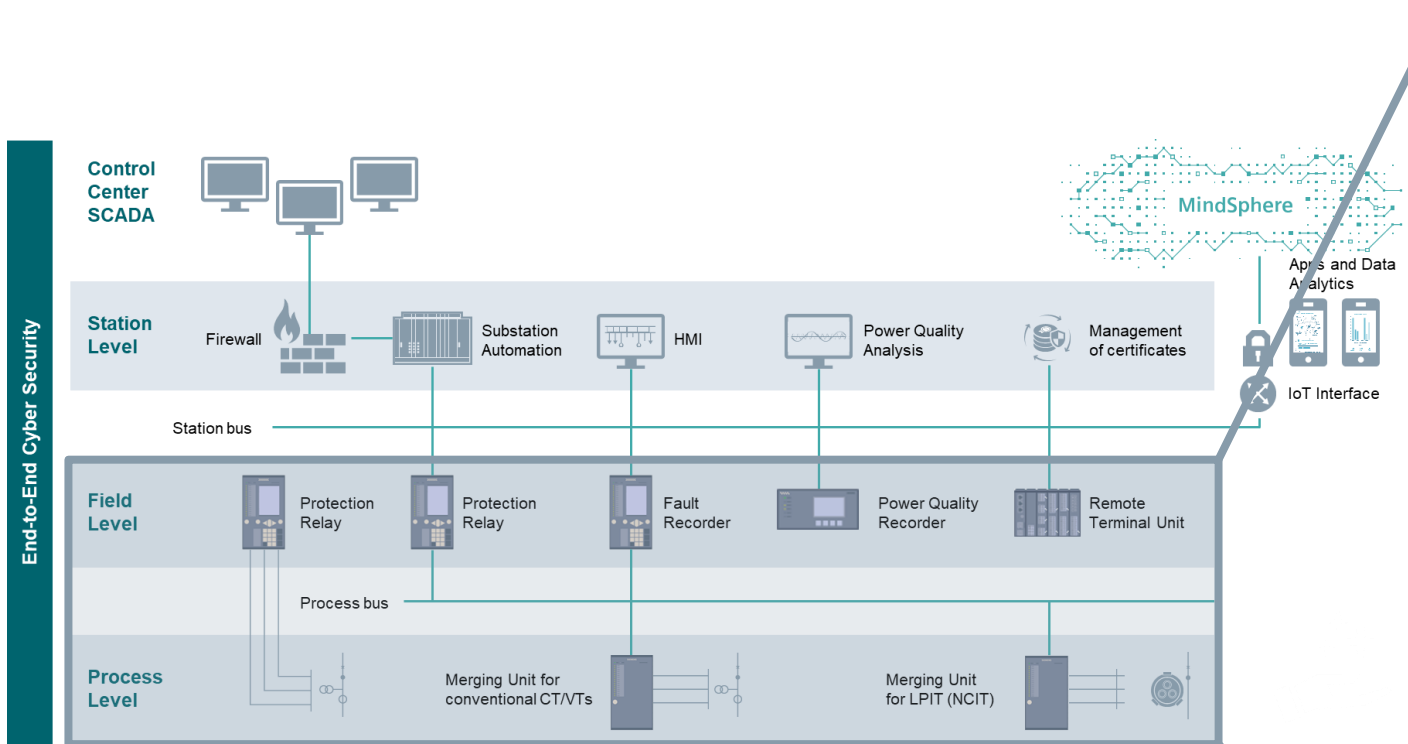 End-to-End Cyber Security
Control
Center
SCADA
MindSphere
Apps and Data
Analytics
Station
Level
Firewall
Substation
Automation
HMI
Power Quality
Analysis
Management
of certificates
IoT Interface
Station bus
Field
Level
Protection
Relay
Protection
Relay
Fault
Recorder
Power Quality
Recorder
Remote
Terminal Unit
Process bus
Process
Level
Merging Unit for
conventional CT/VTs
Merging Unit
for LPIT (NCIT)